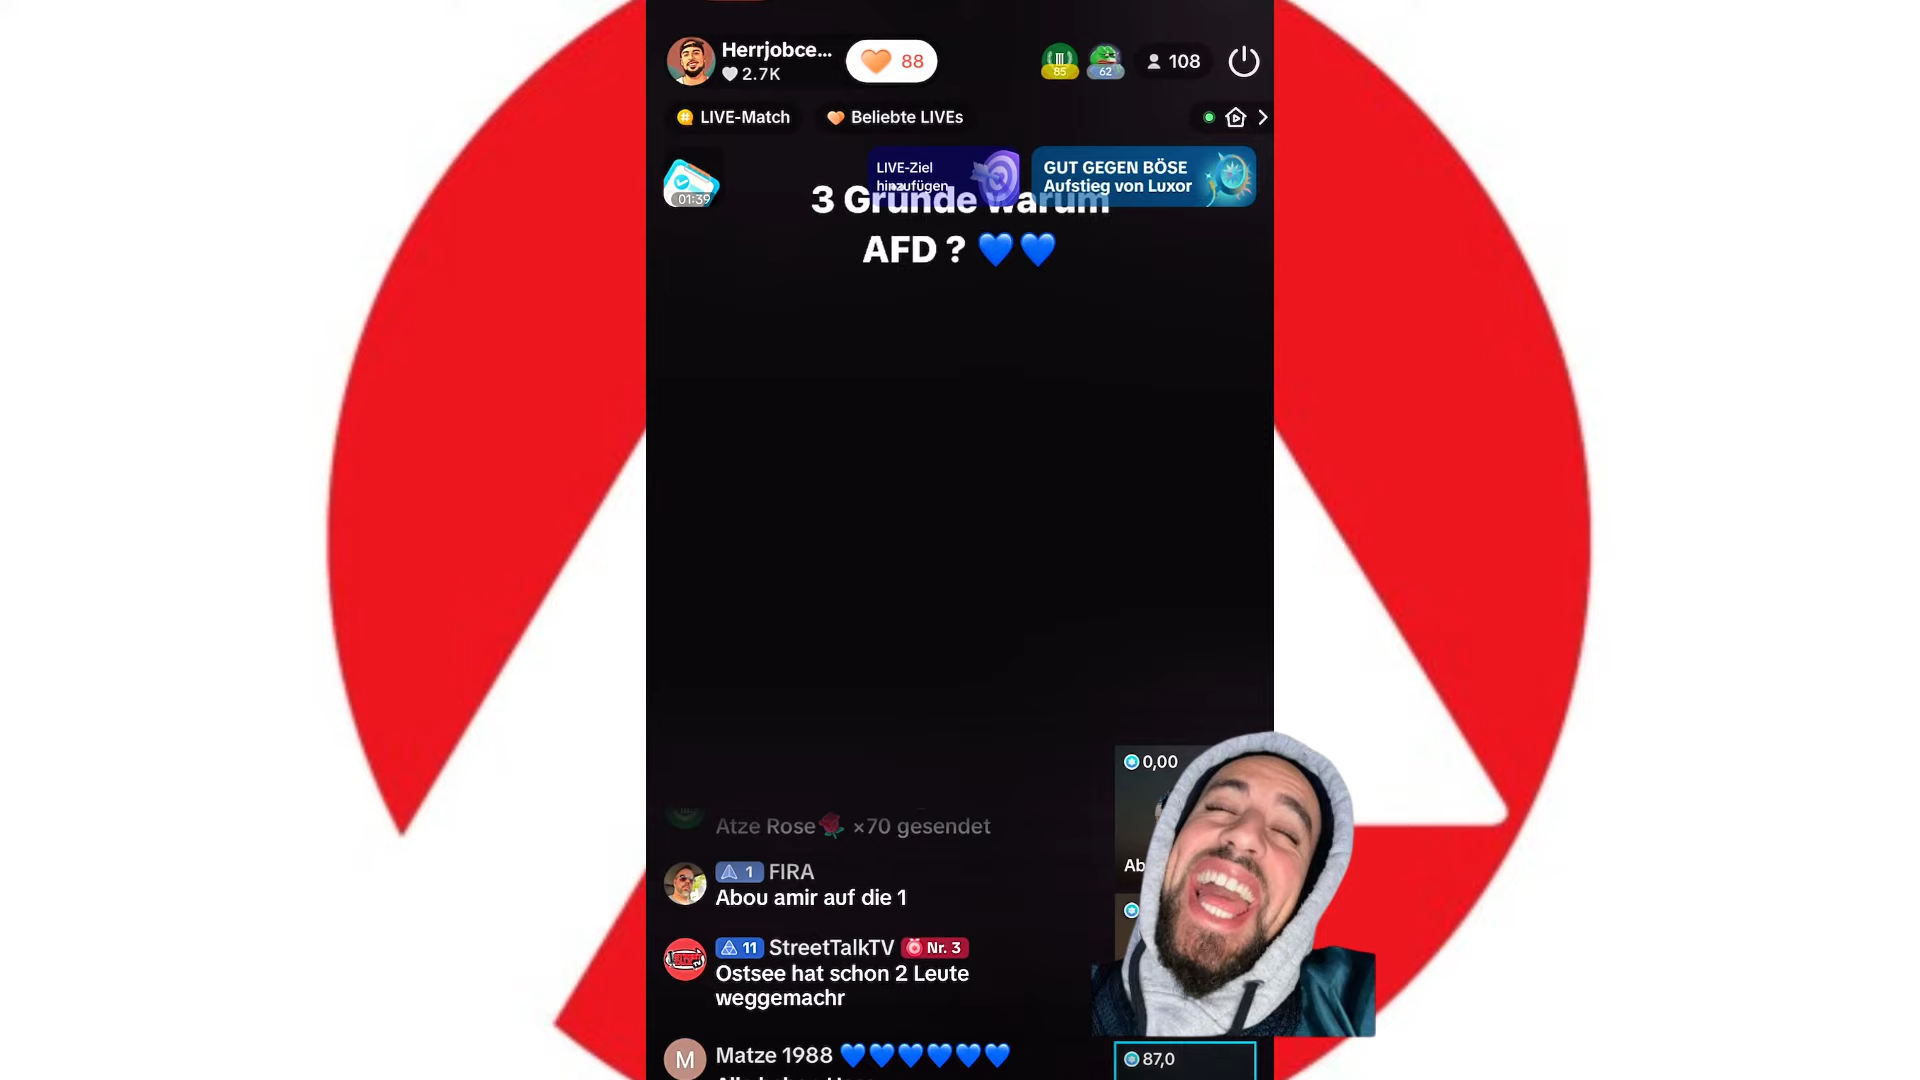 Herrjobce...
2.7K
88
85
62
108
LIVE-Match
Beliebte LIVEs
01:39
LIVE-Ziel
hinzufügen
GUT GEGEN BÖSE
Aufstieg von Luxor
3 Gründe warum
AFD ? 💙💙
0,00
Atze Rose🌹 ×70 gesendet
Ab
1 FIRA
Abou amir auf die 1
11 StreetTalkTV Nr. 3
Ostsee hat schon 2 Leute
weggemachr
M
Matze 1988 💙💙💙💙💙💙
87,0